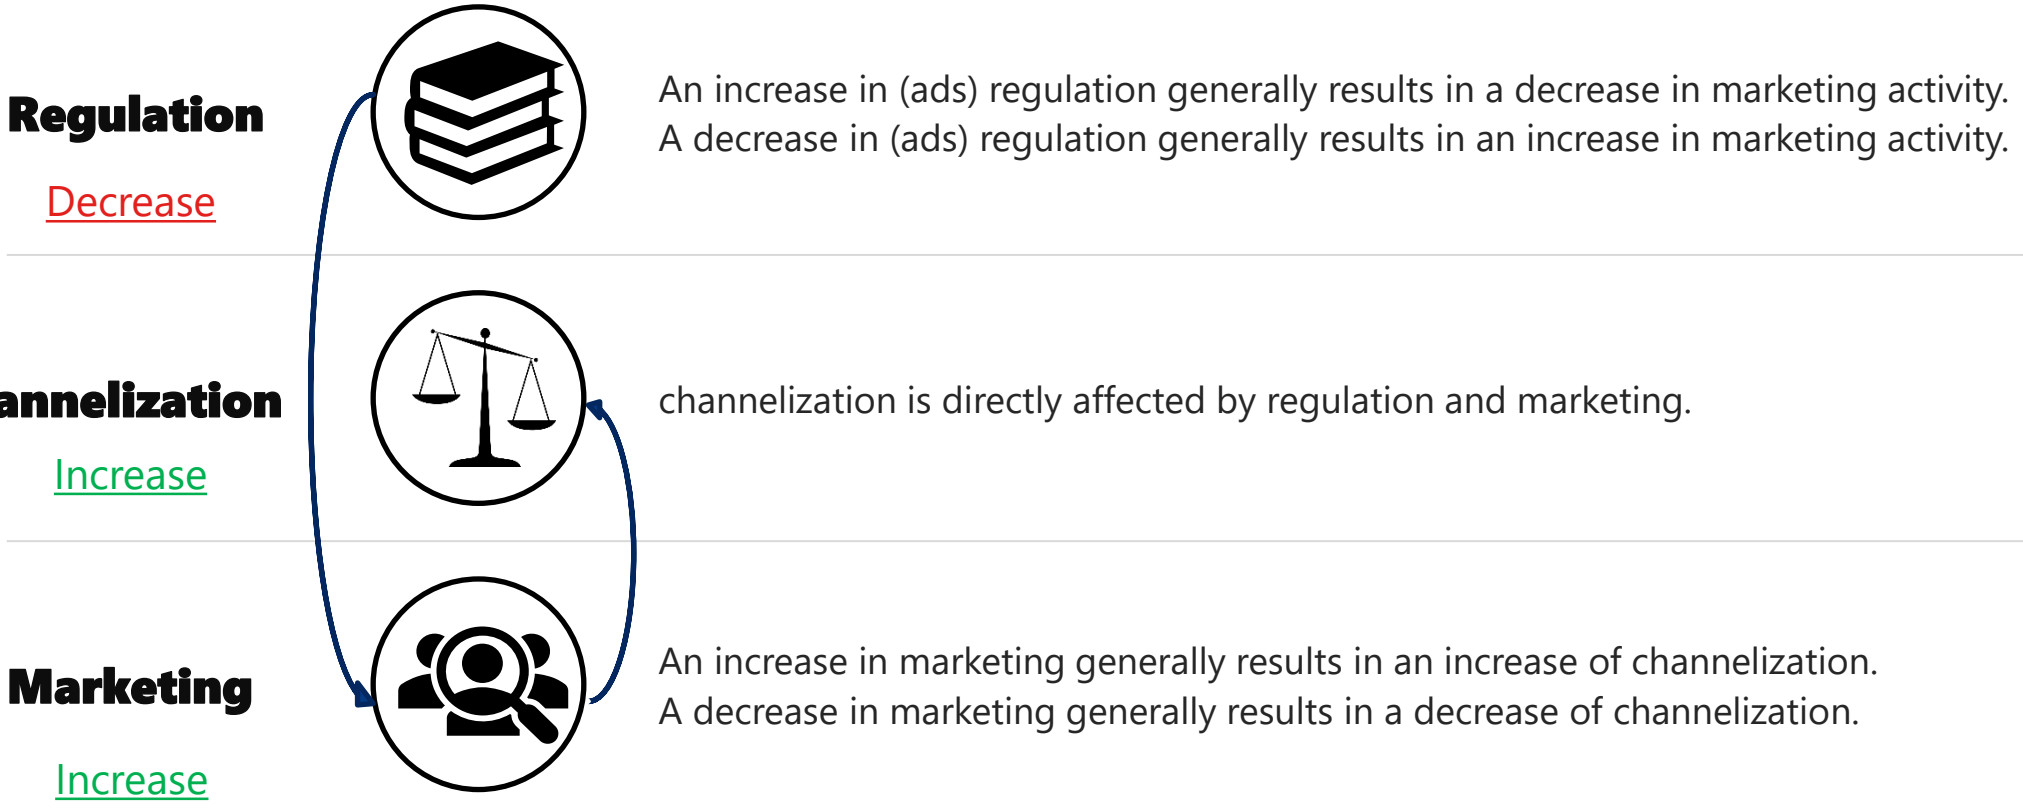 Regulation
Decrease
An increase in (ads) regulation generally results in a decrease in marketing activity.
A decrease in (ads) regulation generally results in an increase in marketing activity.
annelization
Increase
channelization is directly affected by regulation and marketing.
Marketing
Increase
An increase in marketing generally results in an increase of channelization.
A decrease in marketing generally results in a decrease of channelization.